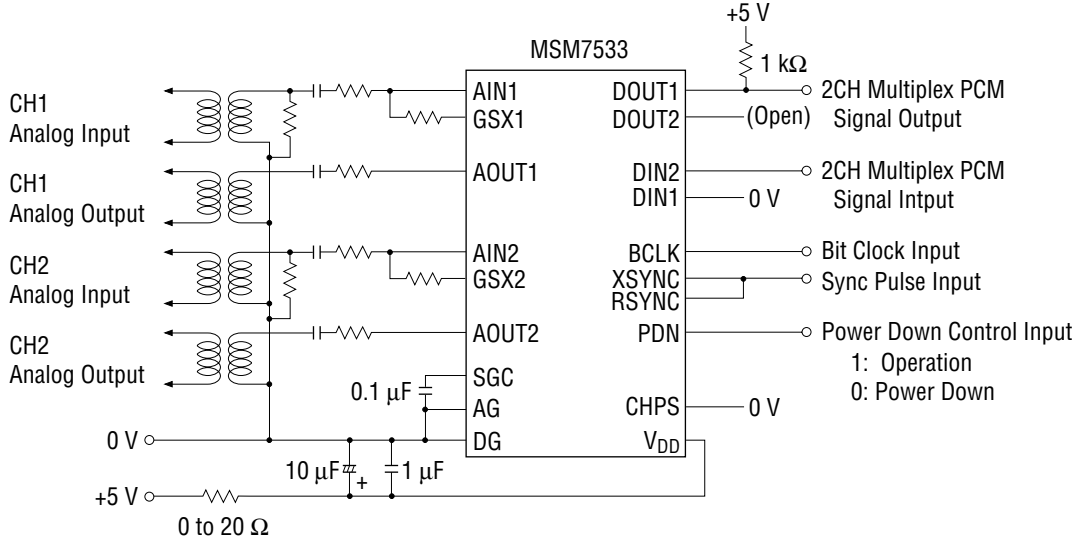 +5 V
MSM7533
1 kΩ
CH1
Analog Input
CH1
Analog Output
CH2
Analog Input
CH2
Analog Output
AIN1
GSX1
AOUT1
AIN2
GSX2
AOUT2
SGC
AG
DG
DOUT1
DOUT2
DIN2
DIN1
BCLK
XSYNC
RSYNC
PDN
CHPS
VDD
2CH Multiplex PCM
Signal Output
(Open)
2CH Multiplex PCM
Signal Intput
0 V
Bit Clock Input
Sync Pulse Input
Power Down Control Input
1: Operation
0: Power Down
0 V
0.1 μF
0 V
10 μF
+
1 μF
+5 V
0 to 20 Ω